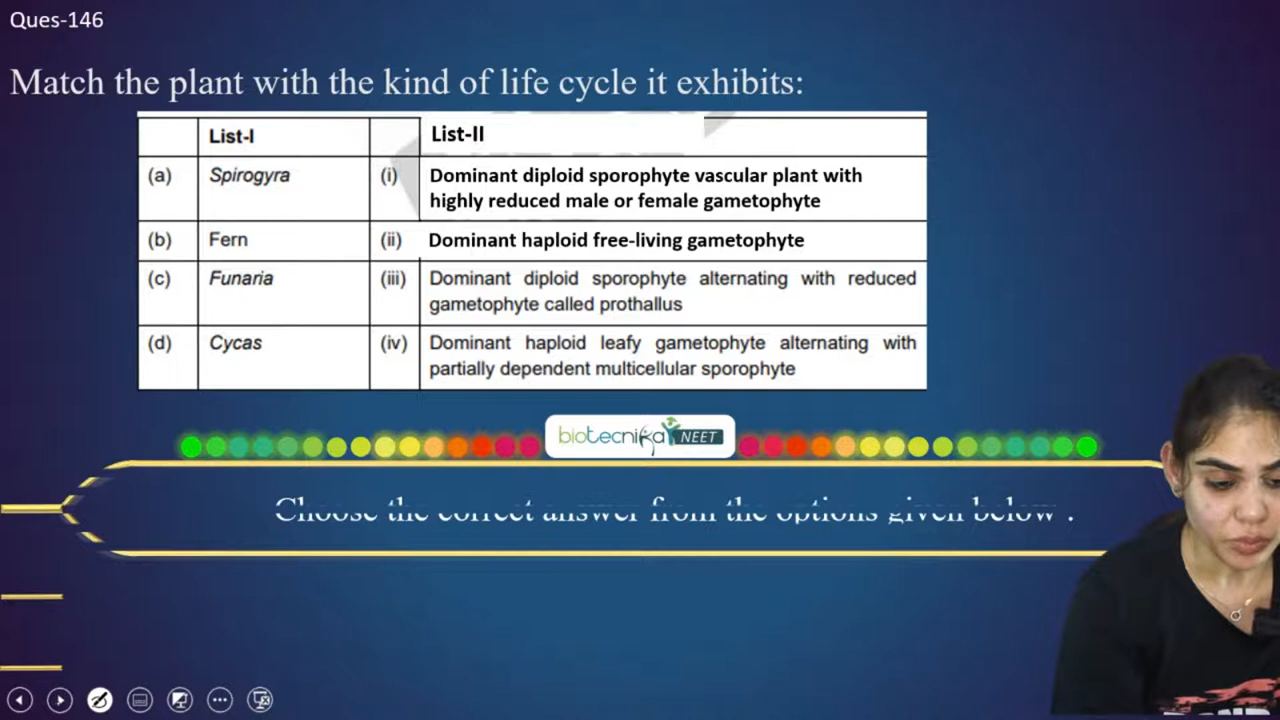 Ques-146
Match the plant with the kind of life cycle it exhibits:
List-I List-II
(a) Spirogyra (i) Dominant diploid sporophyte vascular plant with
highly reduced male or female gametophyte
(b) Fern (ii) Dominant haploid free-living gametophyte
(c) Funaria (iii) Dominant diploid sporophyte alternating with reduced
gametophyte called prothallus
(d) Cycas (iv) Dominant haploid leafy gametophyte alternating with
partially dependent multicellular sporophyte
biotecnika NEET
Choose the correct answer from the options given below .